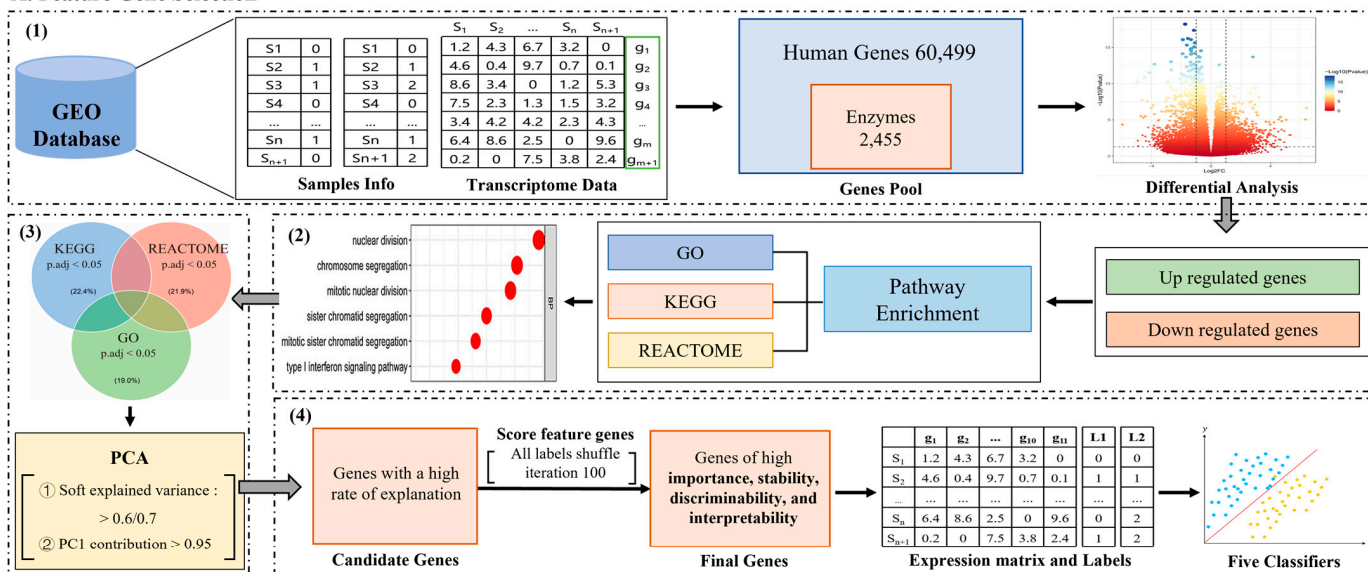 (1)
GEO
Database
S1 0
S2 1
S3 1
S4 0
... ...
Sn 1
Sn+1 0
S1 0
S2 1
S3 2
S4 0
... ...
Sn 1
Sn+1 2
Samples Info
S1 S2 ... Sn Sn+1
1.2 4.3 6.7 3.2 0 g1
4.6 0.4 9.7 0.7 0.1 g2
8.6 3.4 0 1.2 5.3 g3
7.5 2.3 1.3 1.5 3.2 g4
3.4 4.2 4.2 2.3 4.3 ...
6.4 8.6 2.5 0 9.6 gm
0.2 0 7.5 3.8 2.4 gm+1
Transcriptome Data
Human Genes 60,499
Enzymes
2,455
Genes Pool
−Log10(Pvalue)
15
10
5
0
−Log10(Pvalue)
15
10
5
0
Log2FC
Differential Analysis
(2)
nuclear division
chromosome segregation
mitotic nuclear division
sister chromatid segregation
mitotic sister chromatid segregation
type I interferon signaling pathway
BP
GO
KEGG
REACTOME
Pathway
Enrichment
Up regulated genes
Down regulated genes
(3)
KEGG
p.adj < 0.05
(22.4%)
REACTOME
p.adj < 0.05
(21.9%)
GO
p.adj < 0.05
(19.0%)
PCA
① Soft explained variance :
> 0.6/0.7
② PC1 contribution > 0.95
(4)
Genes with a high
rate of explanation
Candidate Genes
Score feature genes
All labels shuffle
iteration 100
Genes of high
importance, stability,
discriminability, and
interpretability
Final Genes
g1 g2 ... g10 g11 L1 L2
S1 1.2 4.3 6.7 3.2 0 0 0
S2 4.6 0.4 9.7 0.7 0.1 1 1
... ... ... ... ... ... ... ...
Sn 6.4 8.6 2.5 0 9.6 0 2
Sn+1 0.2 0 7.5 3.8 2.4 1 2
Expression matrix and Labels
y
x
Five Classifiers